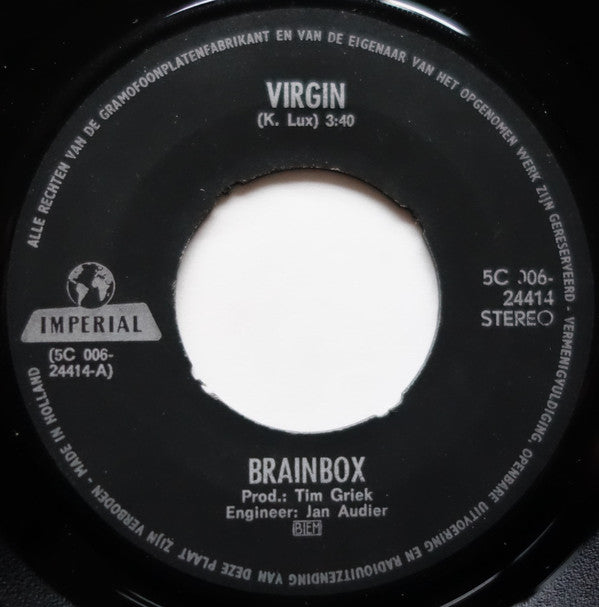 ALLE RECHTEN VAN DE GRAMOFOONPLATENFABRIKANT EN VAN DE EIGENAAR VAN HET OPGENOMEN WERK ZIJN GERESERVEERD - VERMENIGVULDIGING, OPENBARE UITVOERING EN RADIOUITZENDING VAN DEZE PLAAT ZIJN VERBODEN - MADE IN HOLLAND
VIRGIN
(K. Lux) 3:40
5C 006-
24414
STEREO
IMPERIAL
(5C 006-
24414-A)
BRAINBOX
Prod.: Tim Griek
Engineer: Jan Audier
BIEM